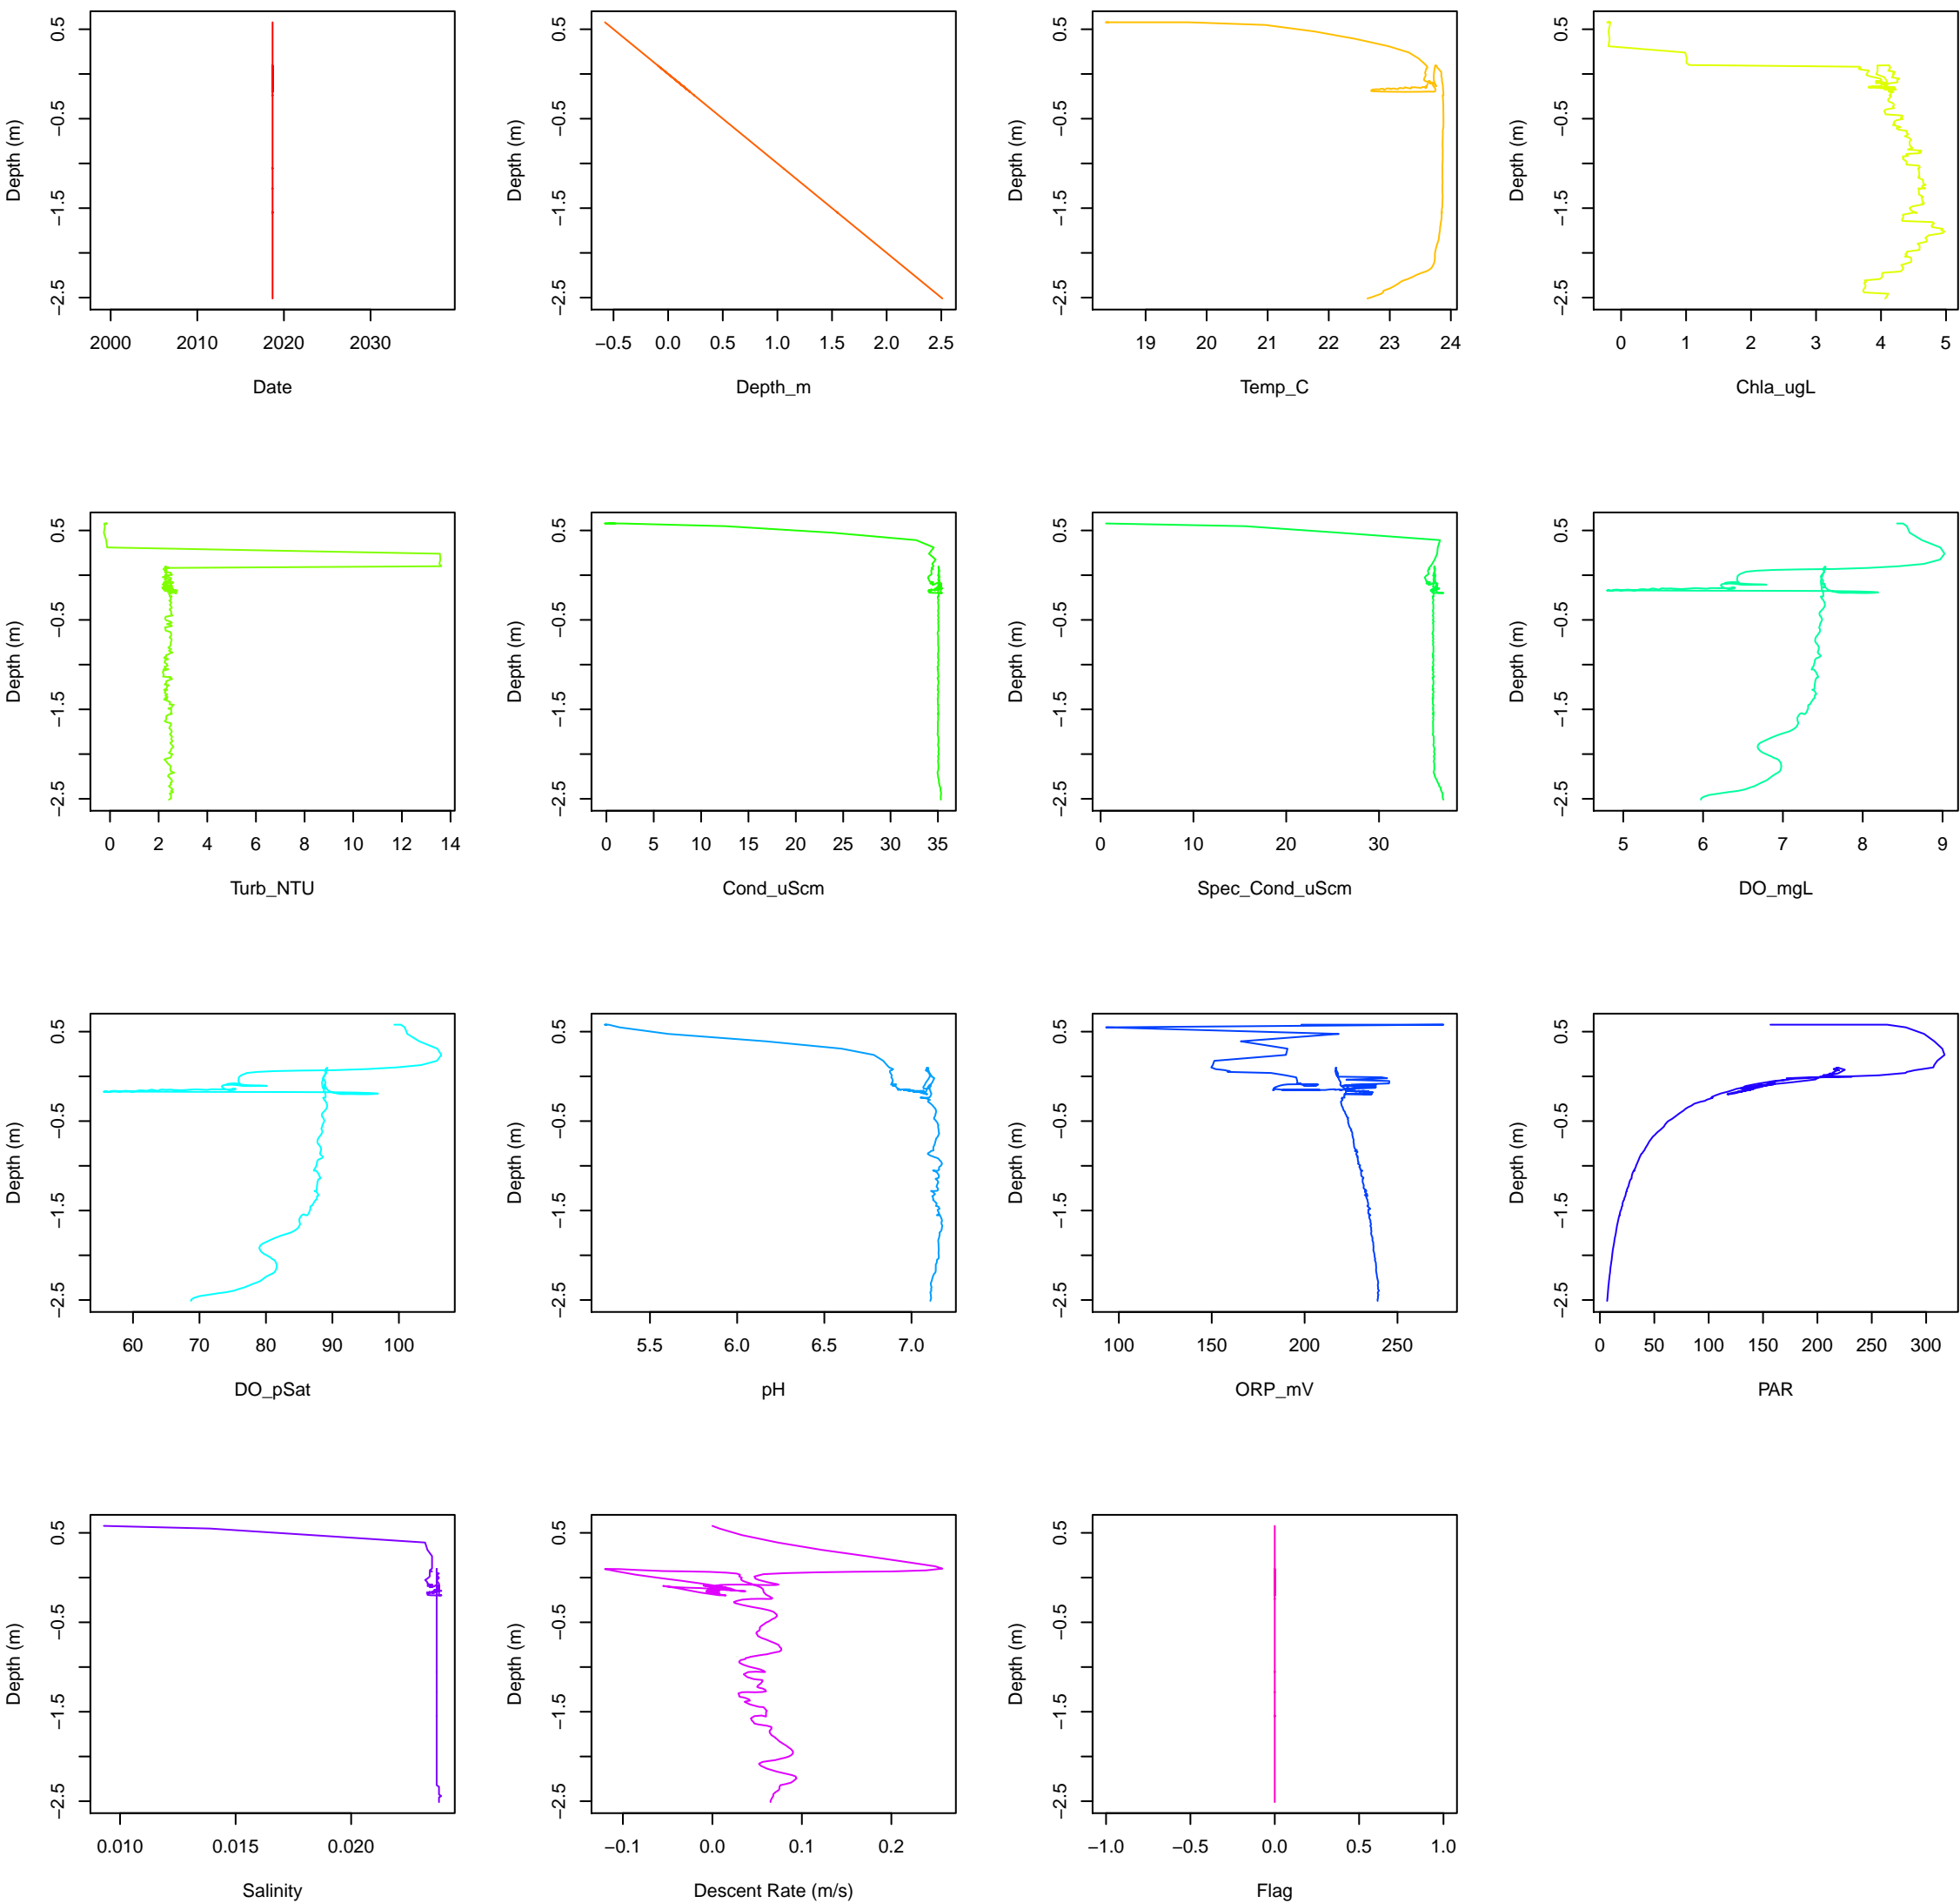 Depth (m)
0.5
−0.5
−1.5
−2.5
2000 2010 2020 2030
Date
Depth (m)
0.5
−0.5
−1.5
−2.5
−0.5 0.0 0.5 1.0 1.5 2.0 2.5
Depth_m
Depth (m)
0.5
−0.5
−1.5
−2.5
19 20 21 22 23 24
Temp_C
Depth (m)
0.5
−0.5
−1.5
−2.5
0 1 2 3 4 5
Chla_ugL
Depth (m)
0.5
−0.5
−1.5
−2.5
0 2 4 6 8 10 12 14
Turb_NTU
Depth (m)
0.5
−0.5
−1.5
−2.5
0 5 10 15 20 25 30 35
Cond_uScm
Depth (m)
0.5
−0.5
−1.5
−2.5
0 10 20 30
Spec_Cond_uScm
Depth (m)
0.5
−0.5
−1.5
−2.5
5 6 7 8 9
DO_mgL
Depth (m)
0.5
−0.5
−1.5
−2.5
60 70 80 90 100
DO_pSat
Depth (m)
0.5
−0.5
−1.5
−2.5
5.5 6.0 6.5 7.0
pH
Depth (m)
0.5
−0.5
−1.5
−2.5
100 150 200 250
ORP_mV
Depth (m)
0.5
−0.5
−1.5
−2.5
0 50 100 150 200 250 300
PAR
Depth (m)
0.5
−0.5
−1.5
−2.5
0.010 0.015 0.020
Salinity
Depth (m)
0.5
−0.5
−1.5
−2.5
−0.1 0.0 0.1 0.2
Descent Rate (m/s)
Depth (m)
0.5
−0.5
−1.5
−2.5
−1.0 −0.5 0.0 0.5 1.0
Flag